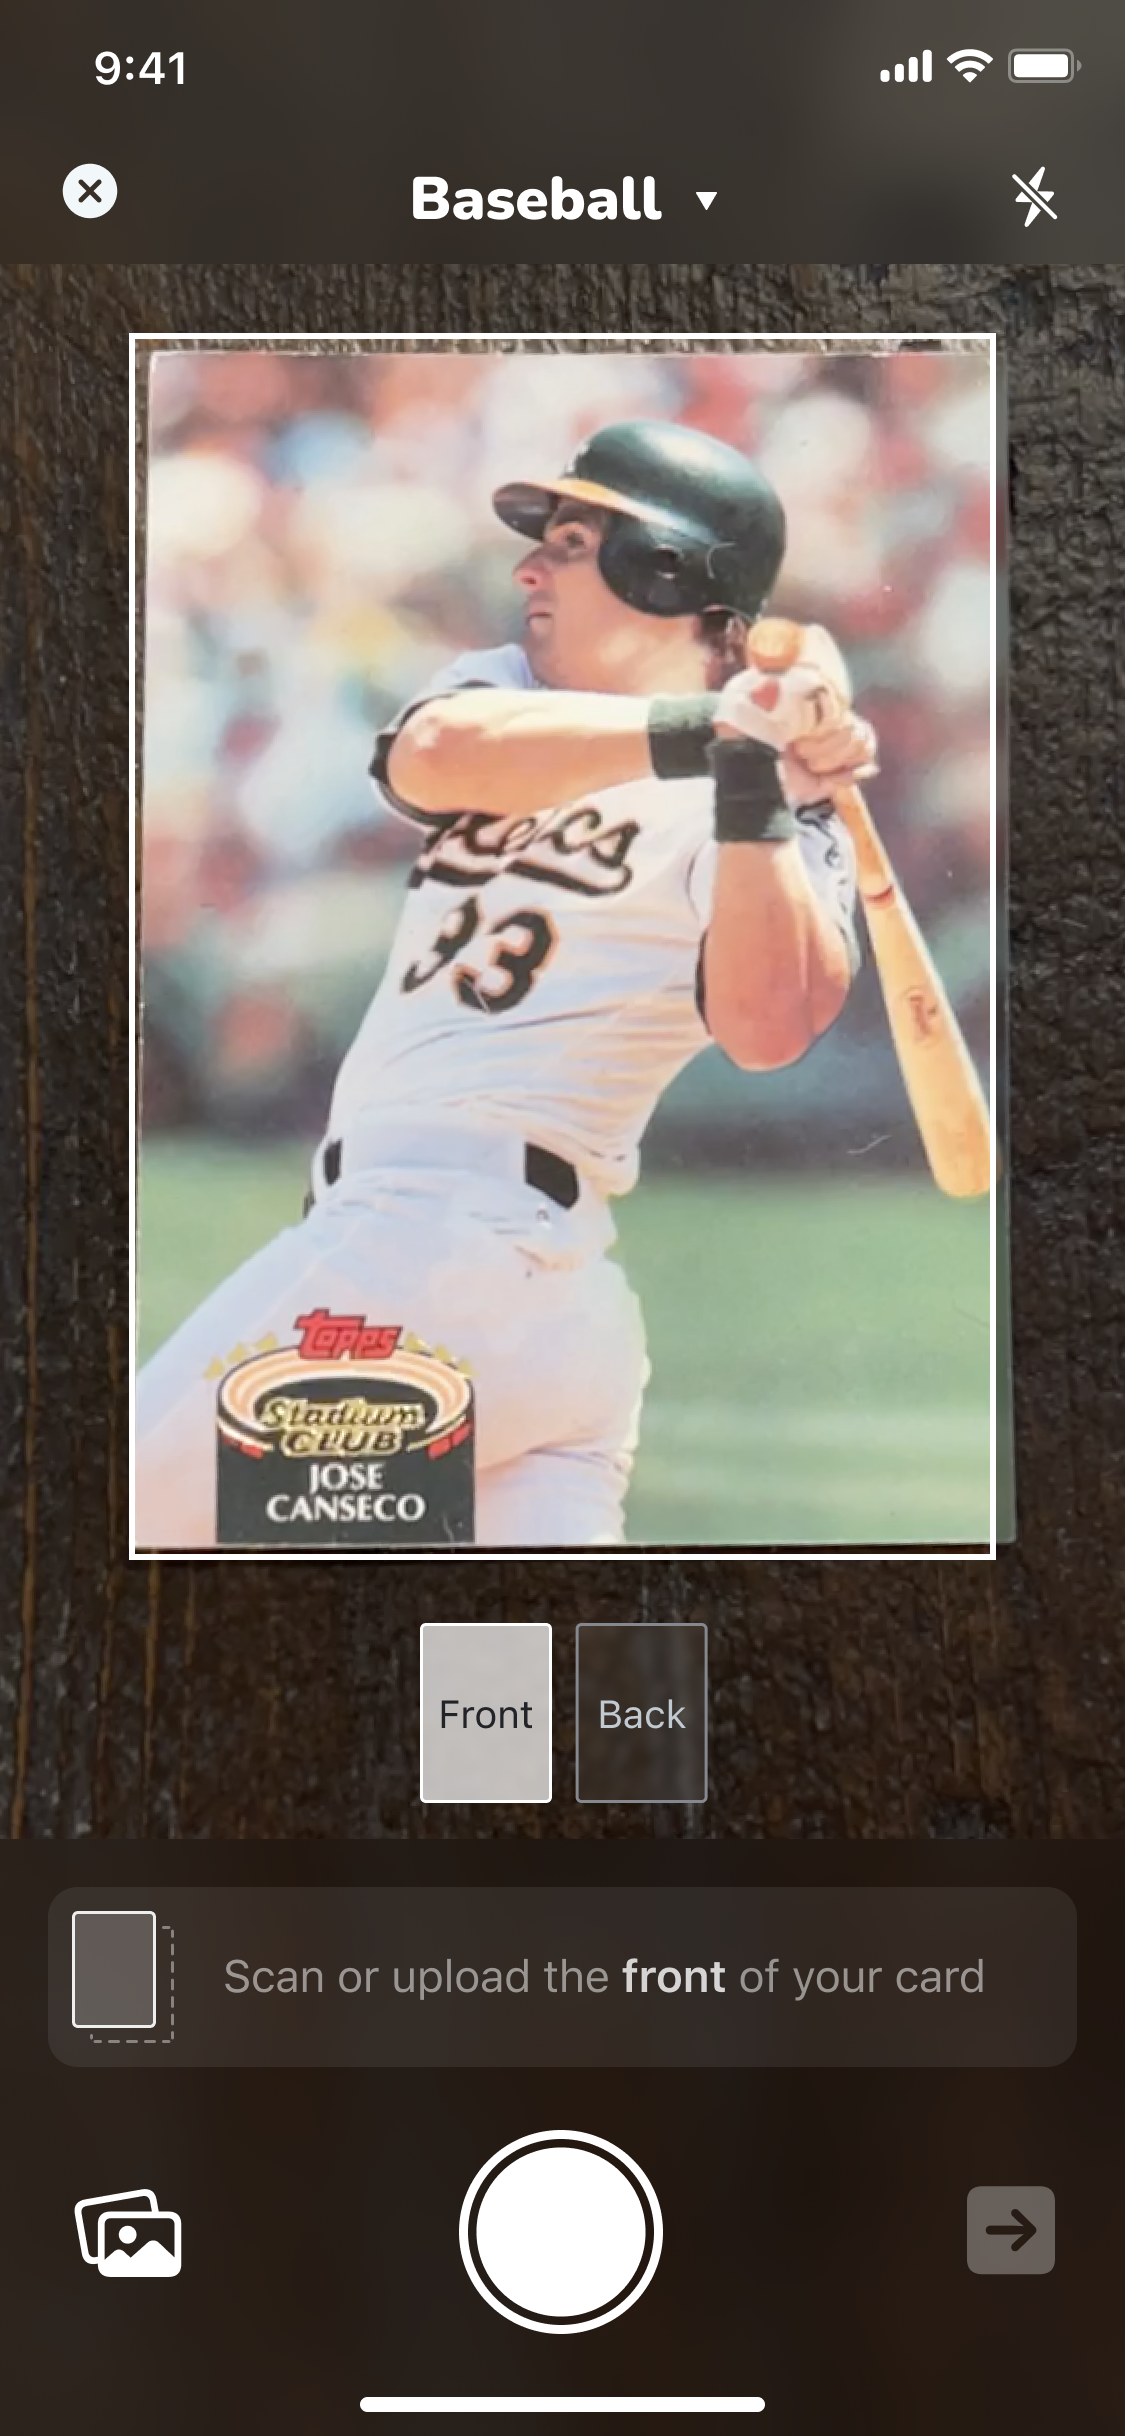 9:41
Baseball
33
Topps
Stadium
CLUB
JOSE
CANSECO
Front
Back
Scan or upload the front of your card